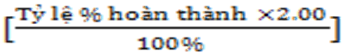 [Tỷ lệ % hoàn thành ×2.00
100%]